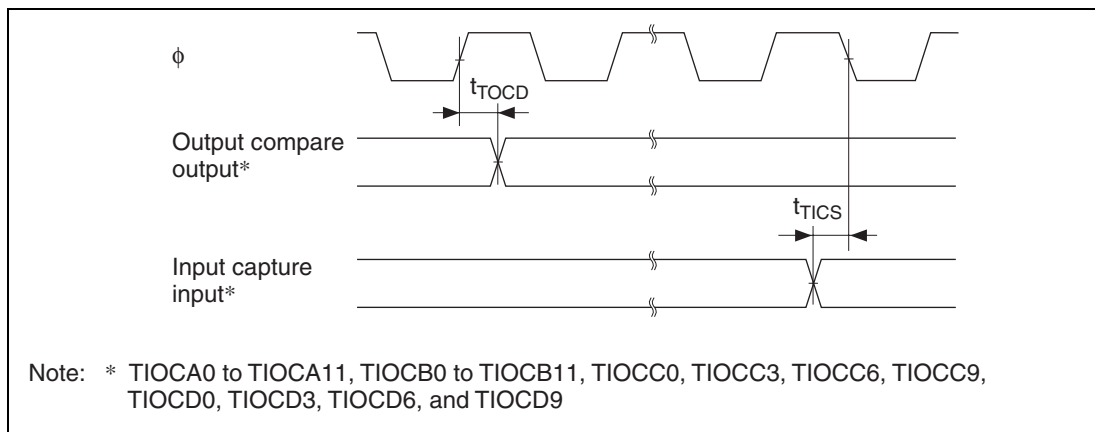 ϕ
tTOCD
Output compare
output*
tTICS
Input capture
input*
Note: * TIOCA0 to TIOCA11, TIOCB0 to TIOCB11, TIOCC0, TIOCC3, TIOCC6, TIOCC9,
TIOCD0, TIOCD3, TIOCD6, and TIOCD9